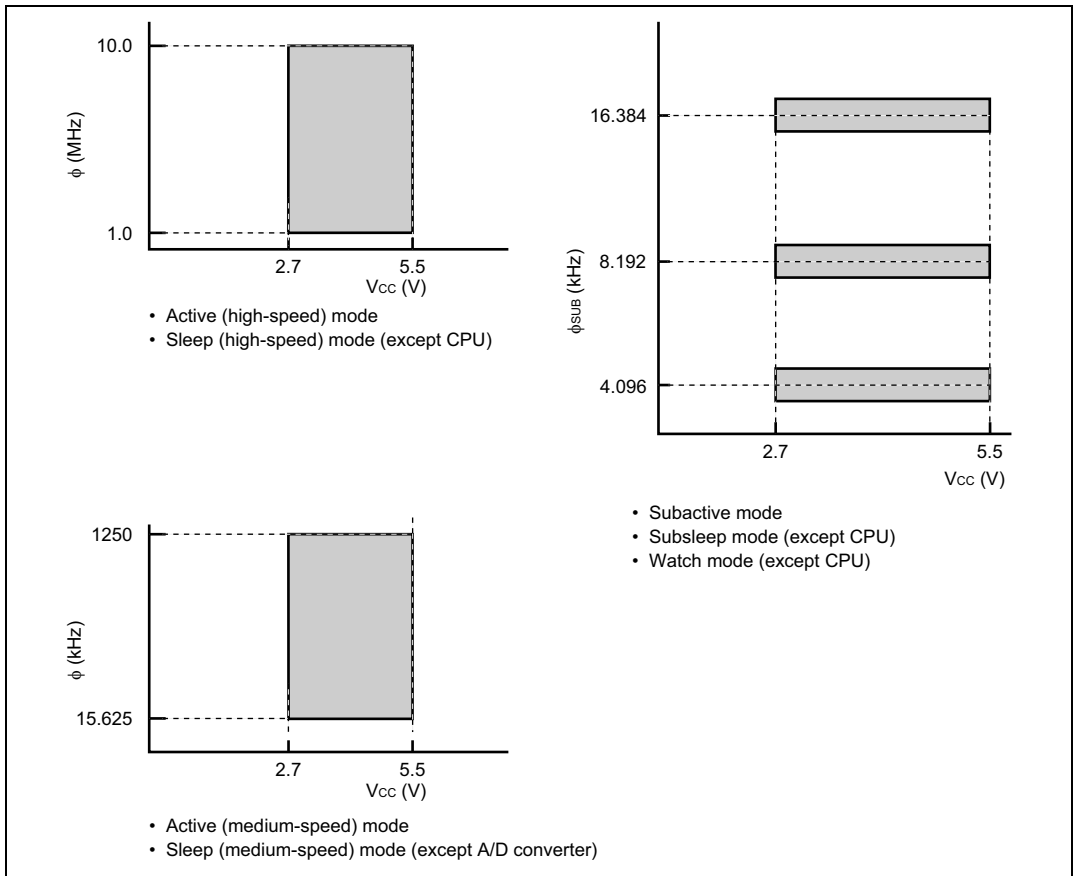 10.0
φ (MHz)
1.0
2.7
5.5
VCC (V)
• Active (high-speed) mode
• Sleep (high-speed) mode (except CPU)
16.384
8.192
φSUB (kHz)
4.096
2.7
5.5
VCC (V)
• Subactive mode
• Subsleep mode (except CPU)
• Watch mode (except CPU)
1250
φ (kHz)
15.625
2.7
5.5
VCC (V)
• Active (medium-speed) mode
• Sleep (medium-speed) mode (except A/D converter)